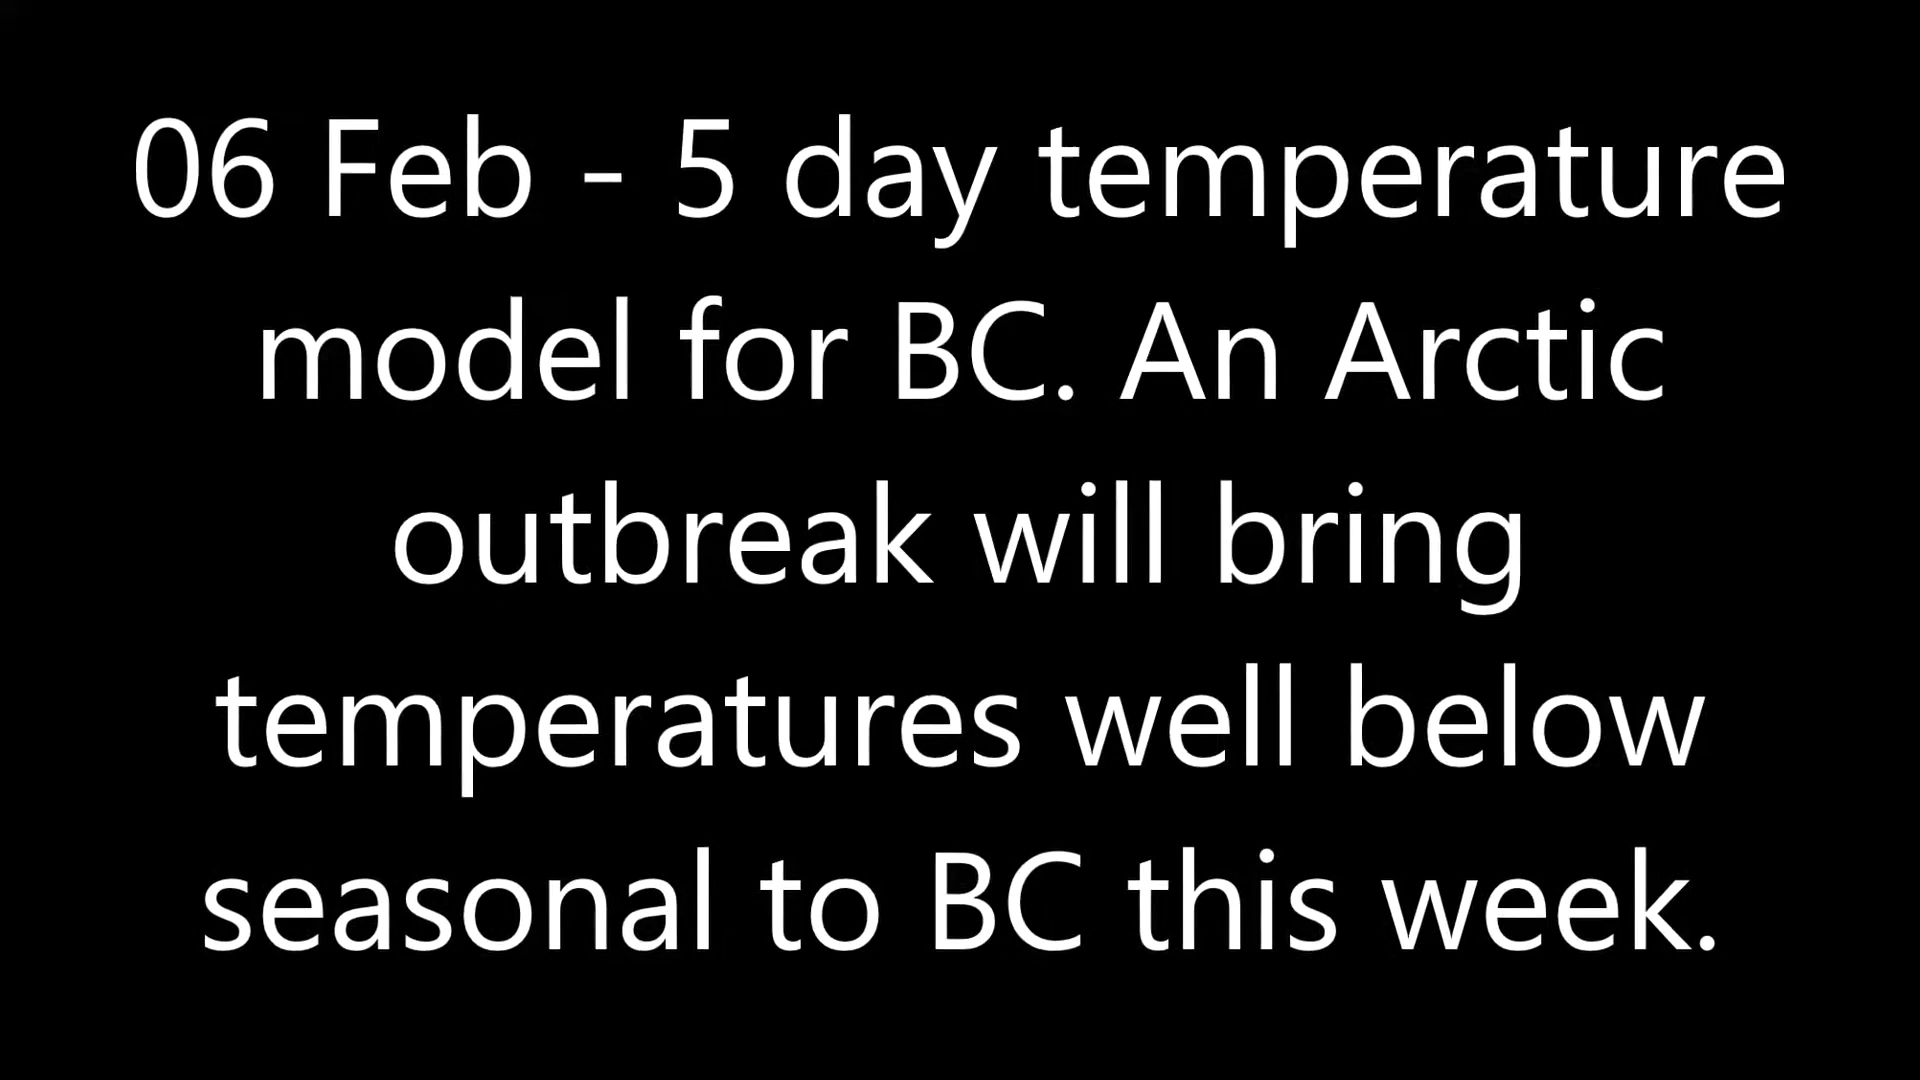 06 Feb - 5 day temperature
model for BC. An Arctic
outbreak will bring
temperatures well below
seasonal to BC this week.